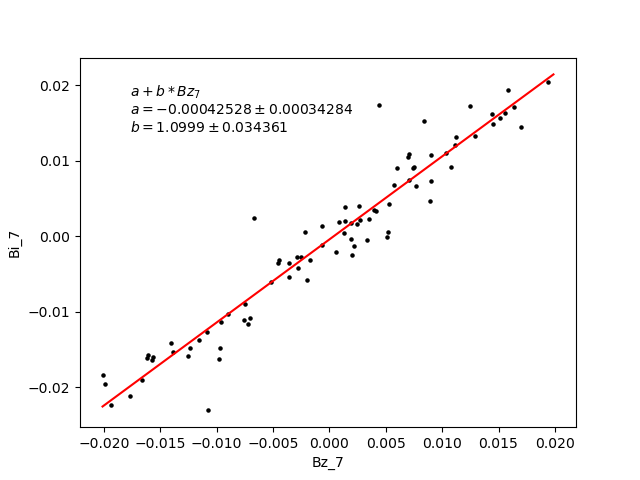 a + b * Bz₇
a = −0.00042528 ± 0.00034284
b = 1.0999 ± 0.034361
0.02
0.01
0.00
−0.01
−0.02
Bi_7
−0.020 −0.015 −0.010 −0.005 0.000 0.005 0.010 0.015 0.020
Bz_7